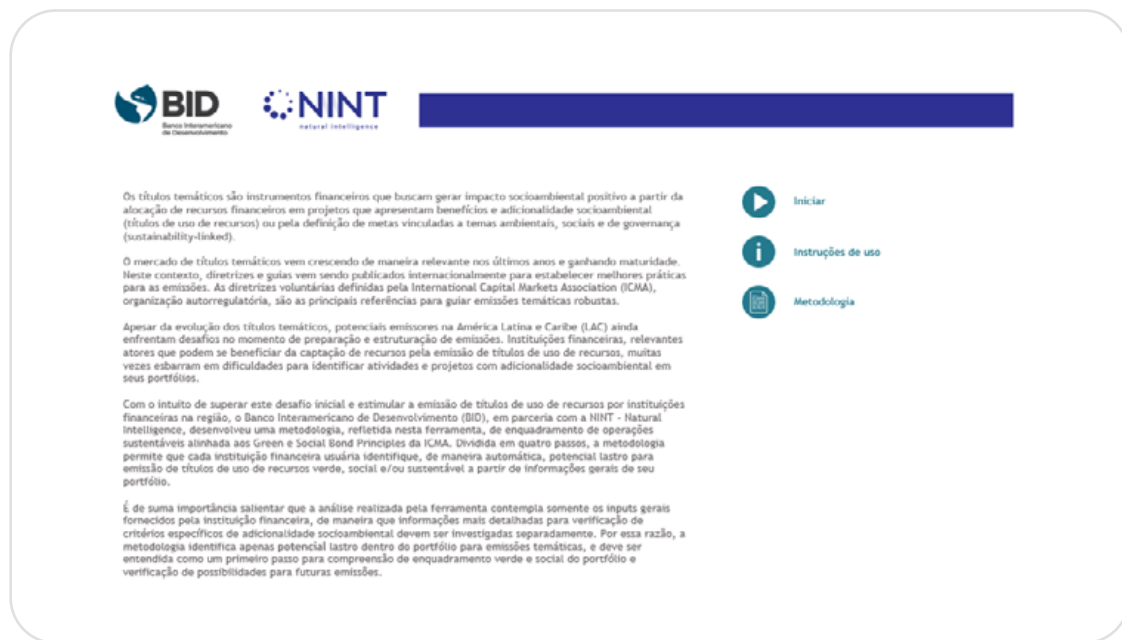 BID
Banco Interamericano
de Desenvolvimento
NINT
natural intelligence
Os títulos temáticos são instrumentos financeiros que buscam gerar impacto socioambiental positivo a partir da
alocação de recursos financeiros em projetos que apresentam benefícios e adicionalidade socioambiental
(títulos de uso de recursos) ou pela definição de metas vinculadas a temas ambientais, sociais e de governança
(sustainability-linked).
O mercado de títulos temáticos vem crescendo de maneira relevante nos últimos anos e ganhando maturidade.
Neste contexto, diretrizes e guias vem sendo publicados internacionalmente para estabelecer melhores práticas
para as emissões. As diretrizes voluntárias definidas pela International Capital Markets Association (ICMA),
organização autorregulatória, são as principais referências para guiar emissões temáticas robustas.
Apesar da evolução dos títulos temáticos, potenciais emissores na América Latina e Caribe (LAC) ainda
enfrentam desafios no momento de preparação e estruturação de emissões. Instituições financeiras, relevantes
atores que podem se beneficiar da captação de recursos pela emissão de títulos de uso de recursos, muitas
vezes esbarram em dificuldades para identificar atividades e projetos com adicionalidade socioambiental em
seus portfólios.
Com o intuito de superar este desafio inicial e estimular a emissão de títulos de uso de recursos por instituições
financeiras na região, o Banco Interamericano de Desenvolvimento (BID), em parceria com a NINT - Natural
Intelligence, desenvolveu uma metodologia, refletida nesta ferramenta, de enquadramento de operações
sustentáveis alinhada aos Green e Social Bond Principles da ICMA. Dividida em quatro passos, a metodologia
permite que cada instituição financeira usuária identifique, de maneira automática, potencial lastro para
emissão de títulos de uso de recursos verde, social e/ou sustentável a partir de informações gerais de seu
portfólio.
É de suma importância salientar que a análise realizada pela ferramenta contempla somente os inputs gerais
fornecidos pela instituição financeira, de maneira que informações mais detalhadas para verificação de
critérios específicos de adicionalidade socioambiental devem ser investigadas separadamente. Por essa razão, a
metodologia identifica apenas potencial lastro dentro do portfólio para emissões temáticas, e deve ser
entendida como um primeiro passo para compreensão de enquadramento verde e social do portfólio e
verificação de possibilidades para futuras emissões.
Iniciar
Instruções de uso
Metodologia